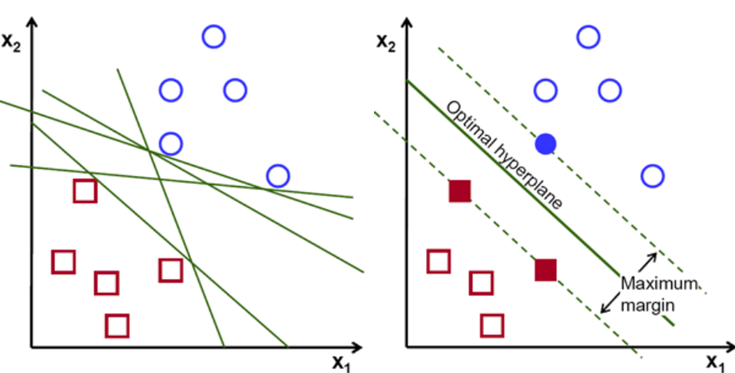 x2
x1
x2
Optimal hyperplane
Maximum
margin
x1